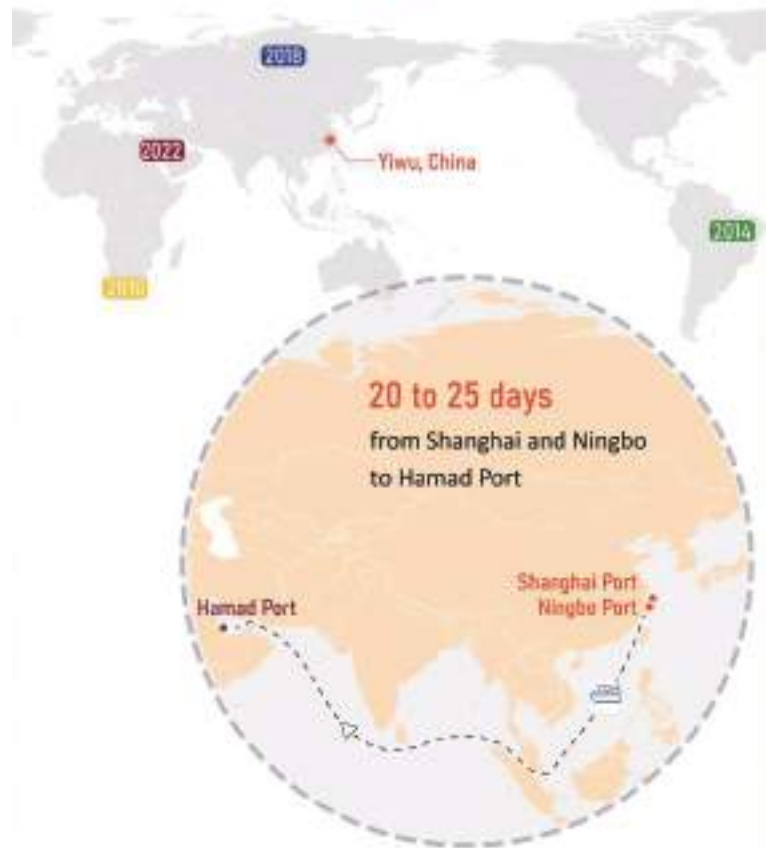 2018
2022
Yiwu, China
2014
2010
20 to 25 days
from Shanghai and Ningbo
to Hamad Port
Shanghai Port
Hamad Port
Ningbo Port